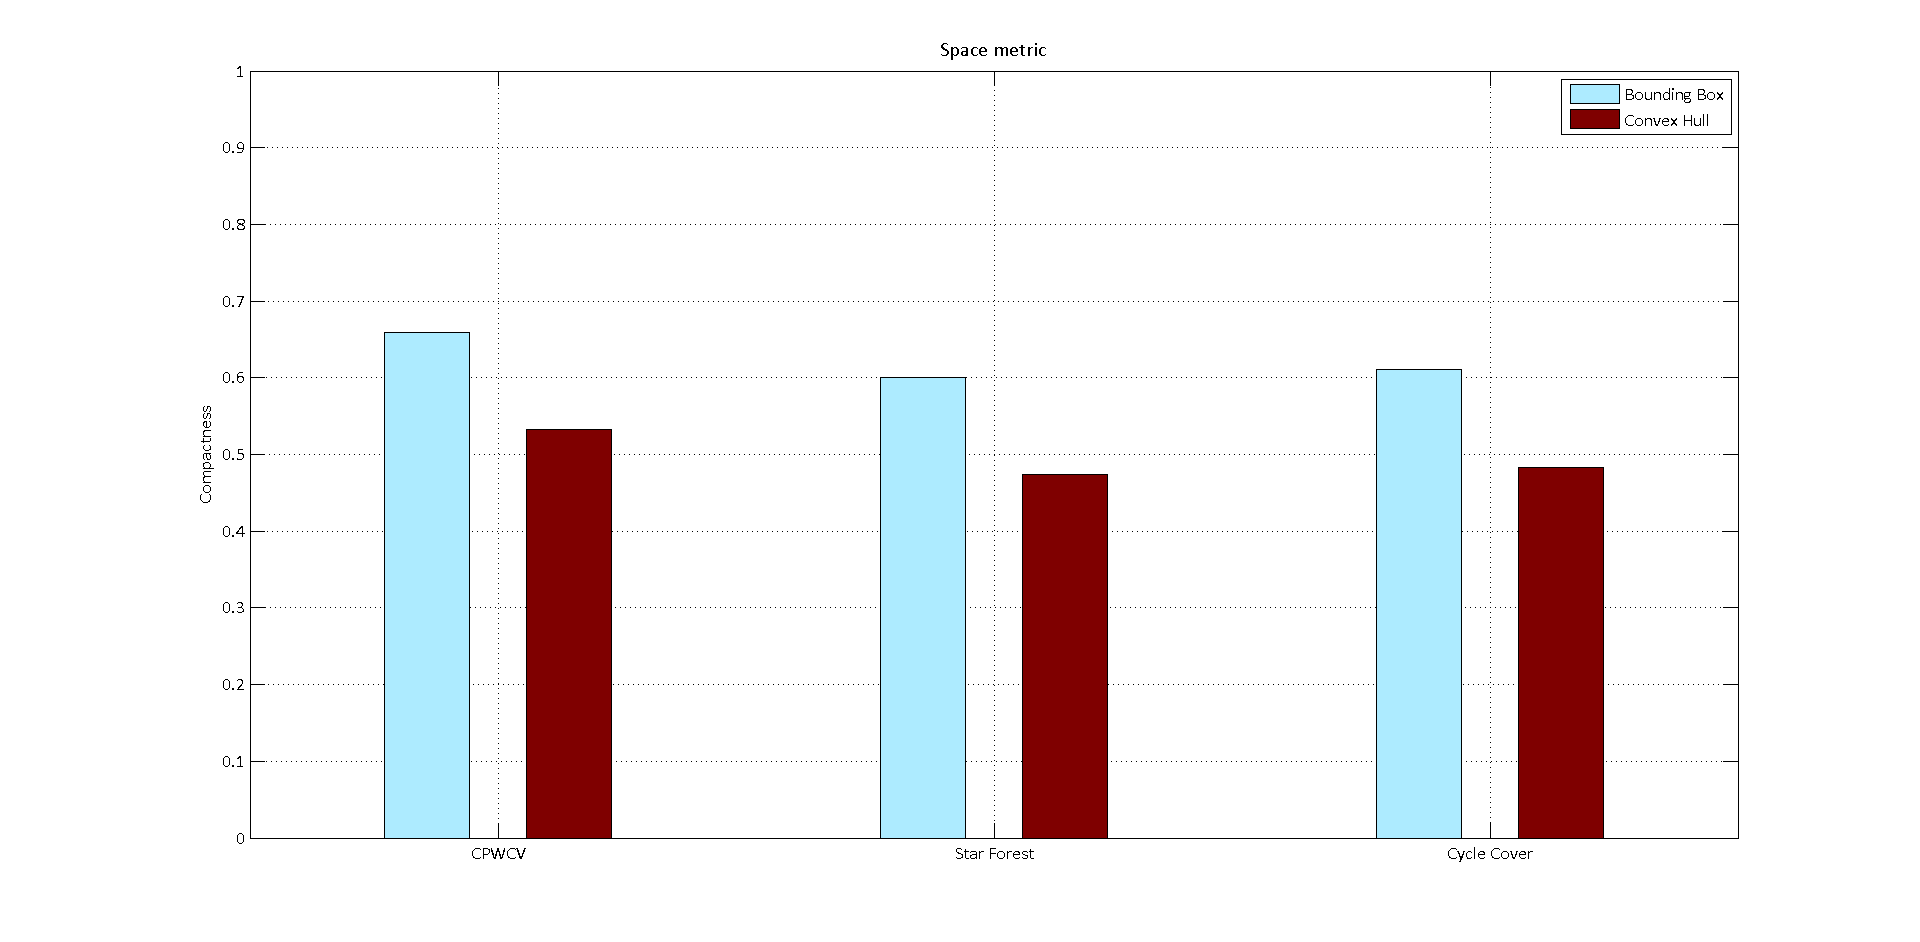 Space metric
Bounding Box
Convex Hull
Compactness
1
0.9
0.8
0.7
0.6
0.5
0.4
0.3
0.2
0.1
0
CPWCV
Star Forest
Cycle Cover